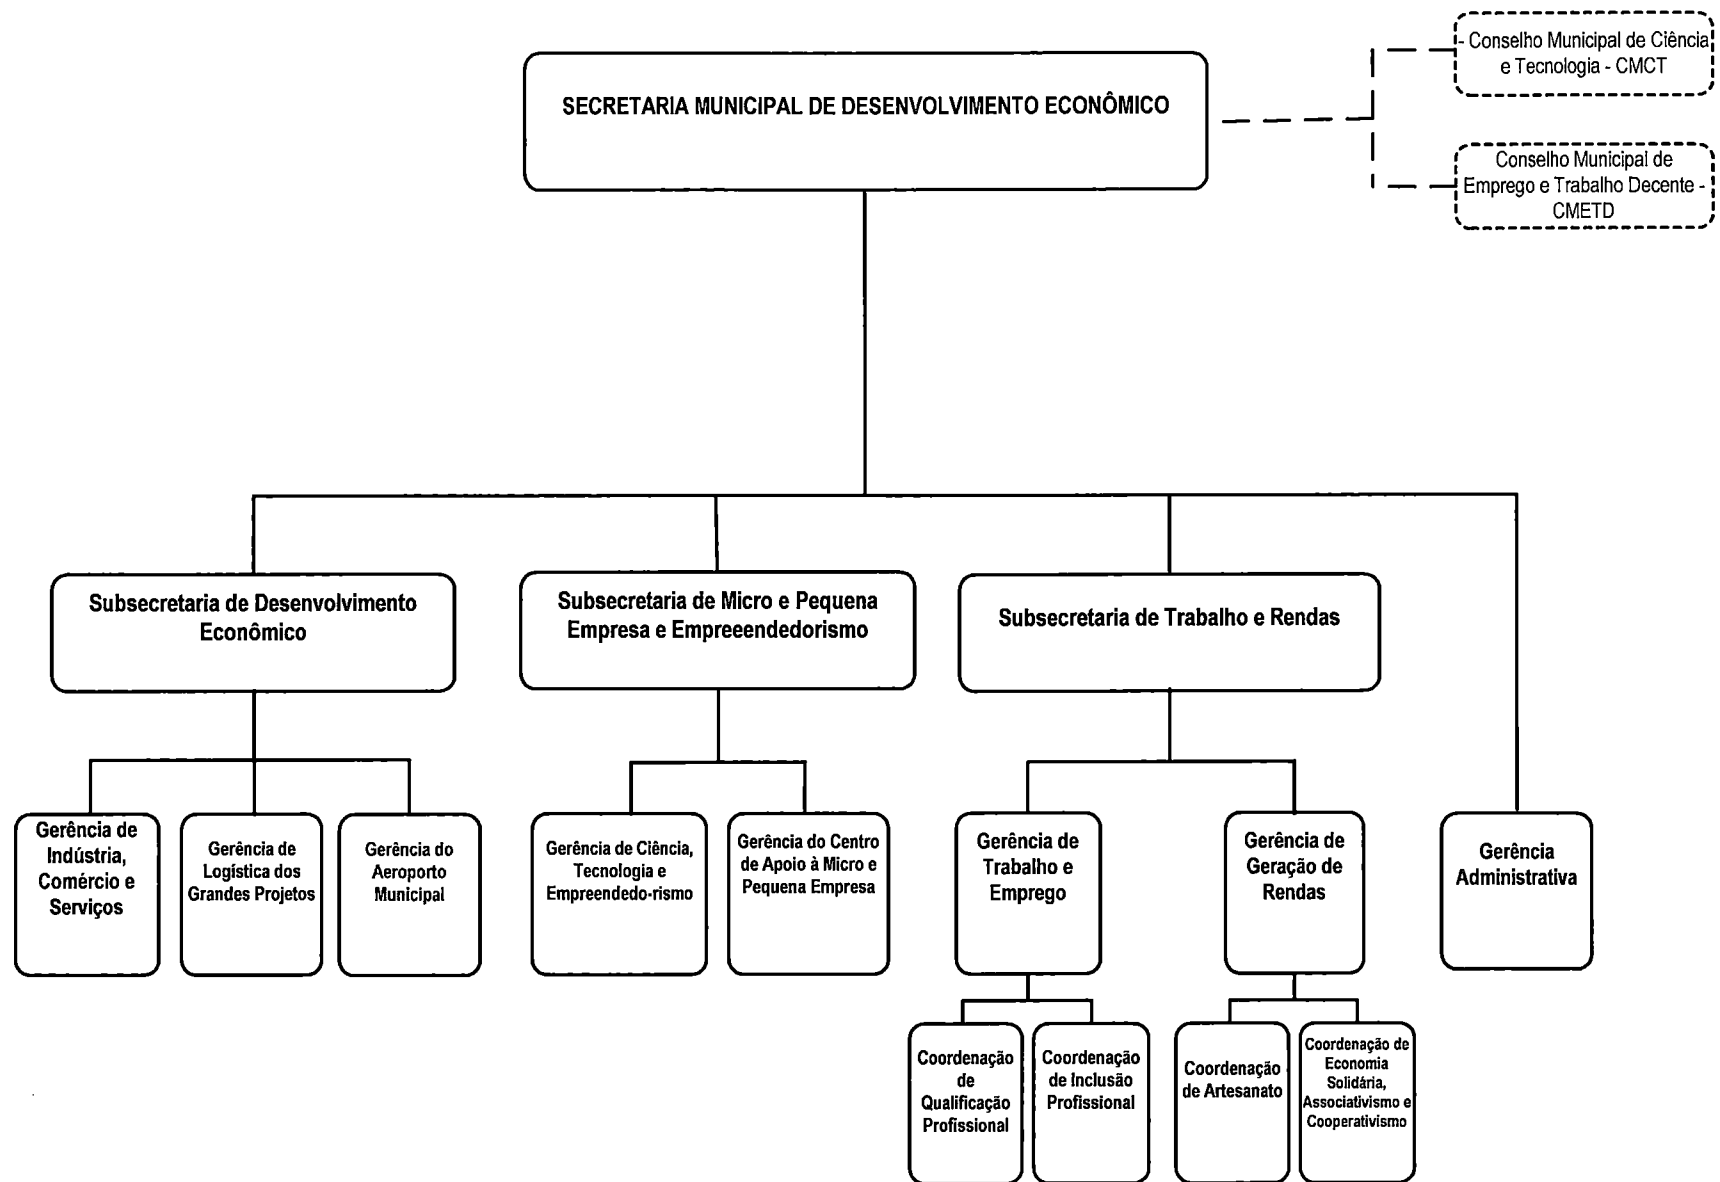 - Conselho Municipal de Ciência
e Tecnologia - CMCT
SECRETARIA MUNICIPAL DE DESENVOLVIMENTO ECONÔMICO
Conselho Municipal de
Emprego e Trabalho Decente -
CMETD
Subsecretaria de Desenvolvimento
Econômico
Subsecretaria de Micro e Pequena
Empresa e Empreeendedorismo
Subsecretaria de Trabalho e Rendas
Gerência de
Indústria,
Comércio e
Serviços
Gerência de
Logística dos
Grandes Projetos
Gerência do
Aeroporto
Municipal
Gerência de Ciência,
Tecnologia e
Empreendedo-rismo
Gerência do Centro
de Apoio à Micro e
Pequena Empresa
Gerência de
Trabalho e
Emprego
Gerência de
Geração de
Rendas
Gerência
Administrativa
Coordenação
de
Qualificação
Profissional
Coordenação
de Inclusão
Profissional
Coordenação
de Artesanato
Coordenação de
Economia
Solidária,
Associativismo e
Cooperativismo